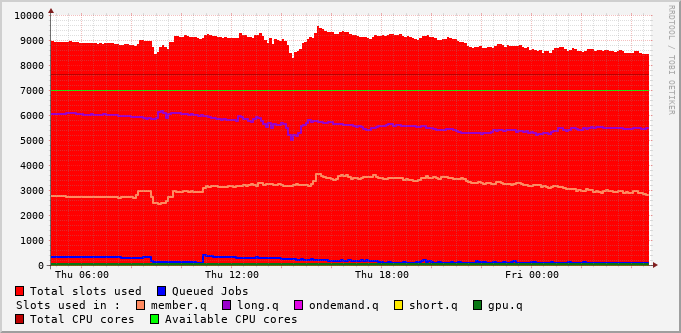 10000
9000
8000
7000
6000
5000
4000
3000
2000
1000
0
Thu 06:00 Thu 12:00 Thu 18:00 Fri 00:00
RRDTOOL / TOBI OETIKER
Total slots used Queued Jobs
Slots used in : member.q long.q ondemand.q short.q gpu.q
Total CPU cores Available CPU cores